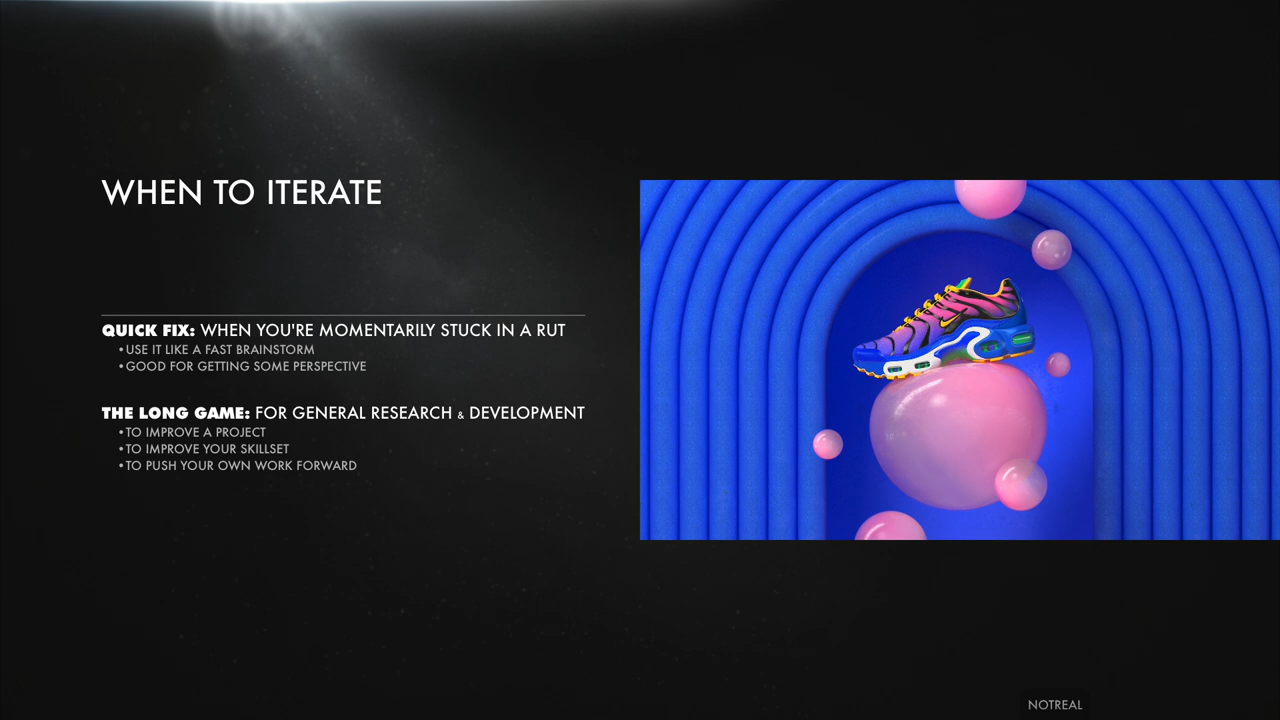 WHEN TO ITERATE
QUICK FIX: WHEN YOU'RE MOMENTARILY STUCK IN A RUT
•USE IT LIKE A FAST BRAINSTORM
•GOOD FOR GETTING SOME PERSPECTIVE
THE LONG GAME: FOR GENERAL RESEARCH & DEVELOPMENT
•TO IMPROVE A PROJECT
•TO IMPROVE YOUR SKILLSET
•TO PUSH YOUR OWN WORK FORWARD
NOTREAL